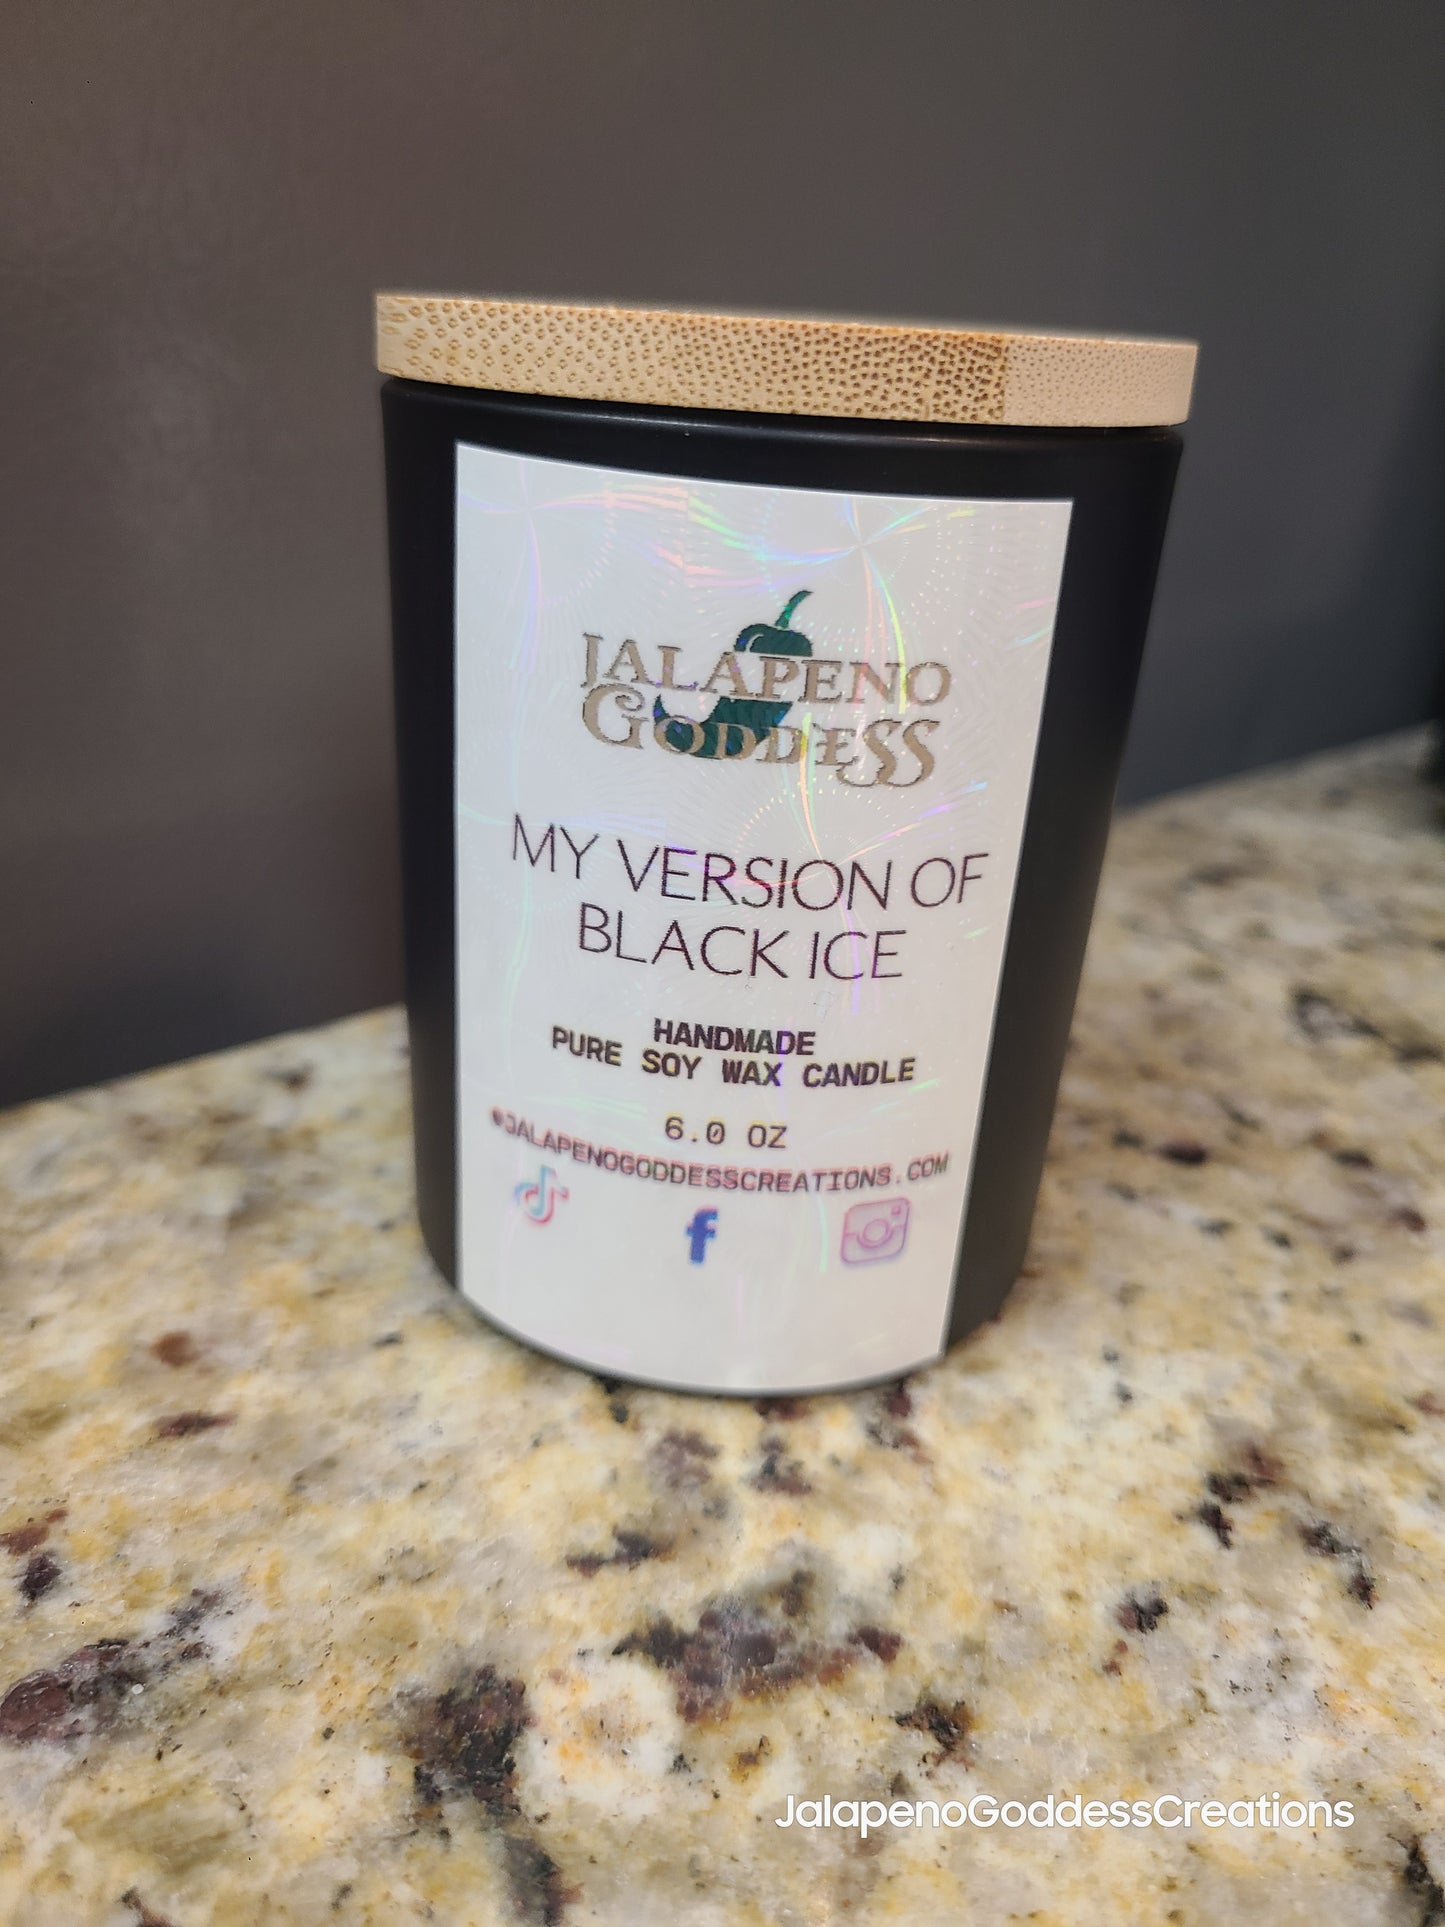 JALAPENO
GODDESS
MY VERSION OF
BLACK ICE
HANDMADE
PURE SOY WAX CANDLE
6.0 OZ
@JALAPENOGODDESSCREATIONS.COM
f
JalapenoGoddessCreations